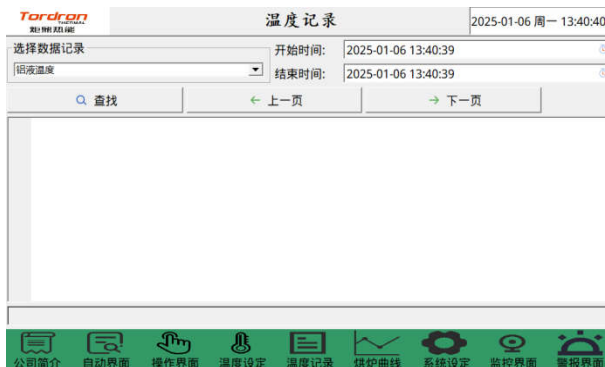 Tordron
THERMAL
温度记录
2025-01-06 周一 13:40:40
选择数据记录
铝液温度
开始时间: 2025-01-06 13:40:39
结束时间: 2025-01-06 13:40:39
查找
← 上一页
→ 下一页
公司简介 自动界面 操作界面 温度设定 温度记录 烘炉曲线 系统设定 监控界面 警报界面